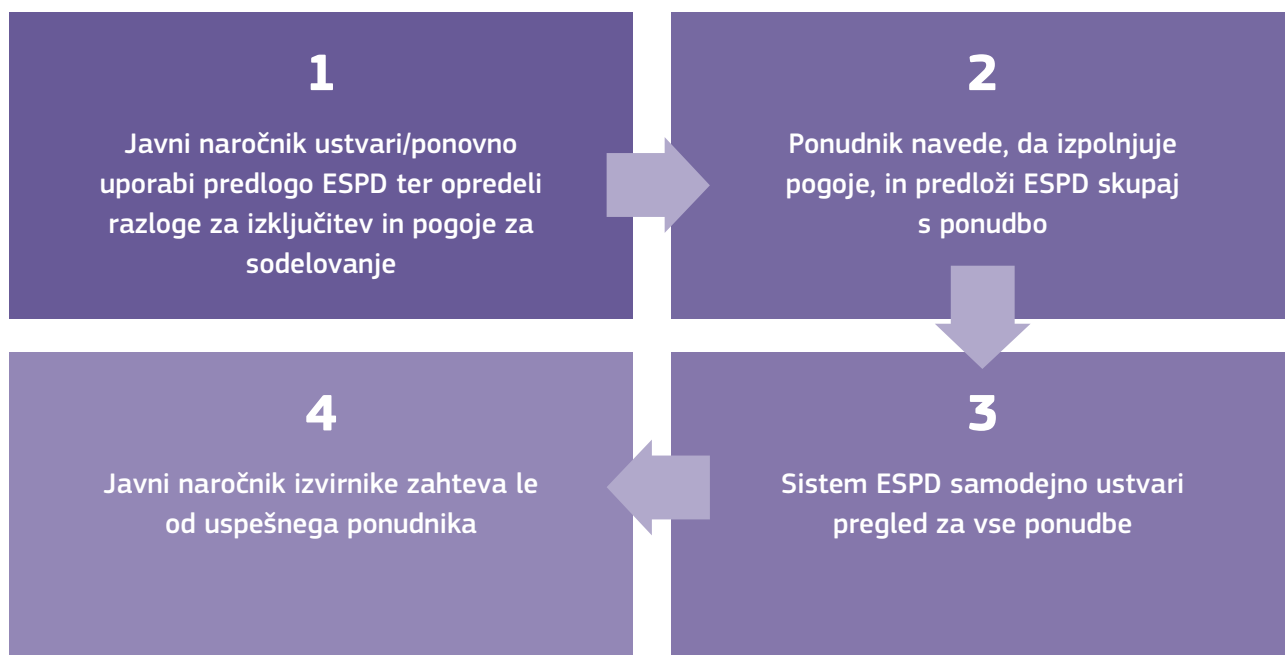 1
Javni naročnik ustvari/ponovno
uporabi predlogo ESPD ter opredeli
razloge za izključitev in pogoje za
sodelovanje
2
Ponudnik navede, da izpolnjuje
pogoje, in predloži ESPD skupaj
s ponudbo
3
Sistem ESPD samodejno ustvari
pregled za vse ponudbe
4
Javni naročnik izvirnike zahteva le
od uspešnega ponudnika